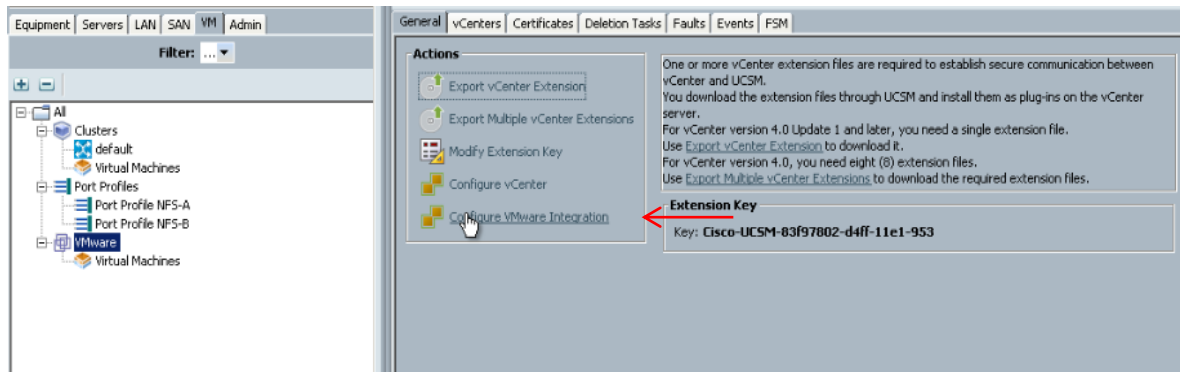 Equipment Servers LAN SAN VM Admin
Filter: ...
All
Clusters
default
Virtual Machines
Port Profiles
Port Profile NFS-A
Port Profile NFS-B
VMware
Virtual Machines
General vCenters Certificates Deletion Tasks Faults Events FSM
Actions
Export vCenter Extension
Export Multiple vCenter Extensions
Modify Extension Key
Configure vCenter
Configure VMware Integration
One or more vCenter extension files are required to establish secure communication between
vCenter and UCSM.
You download the extension files through UCSM and install them as plug-ins on the vCenter
server.
For vCenter version 4.0 Update 1 and later, you need a single extension file.
Use Export vCenter Extension to download it.
For vCenter version 4.0, you need eight (8) extension files.
Use Export Multiple vCenter Extensions to download the required extension files.
Extension Key
Key: Cisco-UCSM-83f97802-d4ff-11e1-953